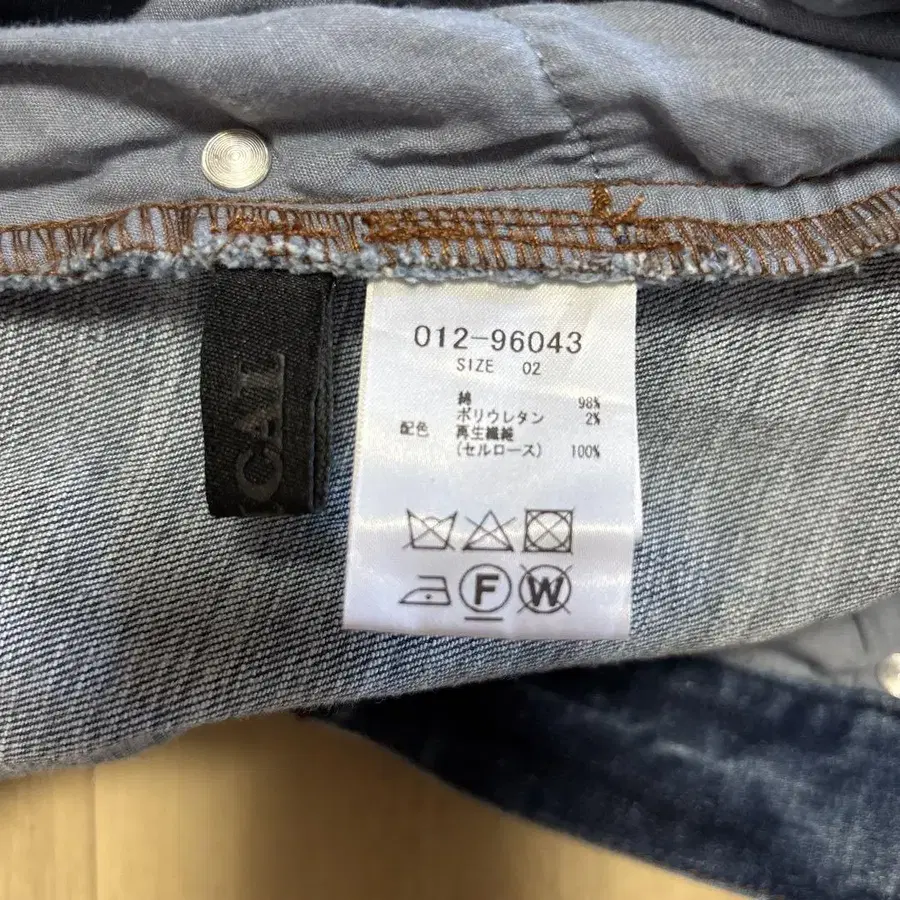 012-96043
SIZE 02
綿 98%
ポリウレタン 2%
配色 再生繊維
(セルロース) 100%
F W
CAL